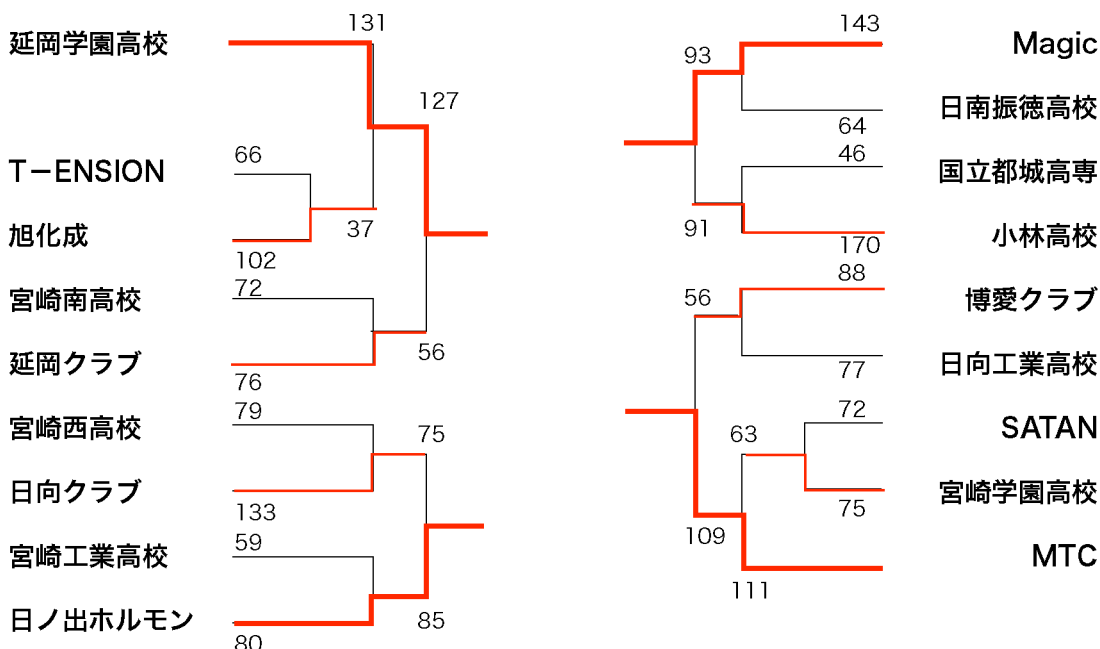 131
延岡学園高校
127
66
T－ENSION
37
旭化成
102
72
宮崎南高校
56
延岡クラブ
76
79
宮崎西高校
75
日向クラブ
133
59
宮崎工業高校
85
日ノ出ホルモン
80
143
Magic
93
日南振徳高校
64
46
国立都城高専
91
小林高校
170
88
博愛クラブ
56
日向工業高校
77
72
SATAN
63
宮崎学園高校
75
109
MTC
111